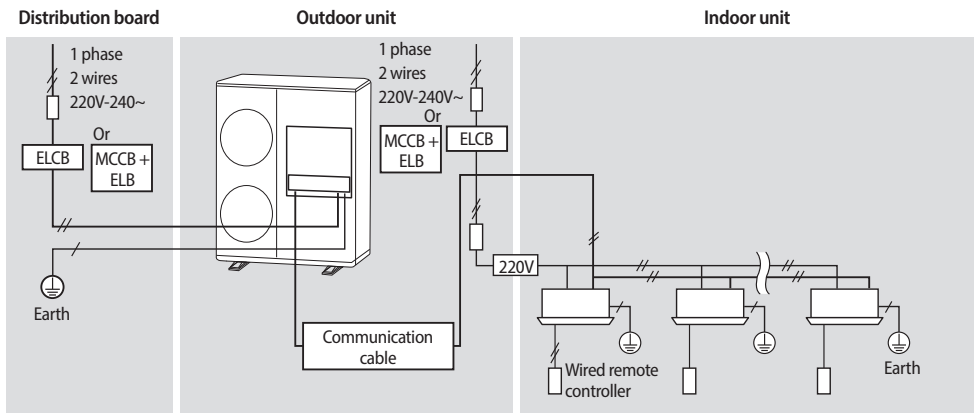 Distribution board
Outdoor unit
Indoor unit
1 phase
2 wires
220V-240~
Or
ELCB
MCCB +
ELB
Earth
1 phase
2 wires
220V-240V~
Or
MCCB +
ELB
ELCB
220V
Communication
cable
Wired remote
controller
Earth